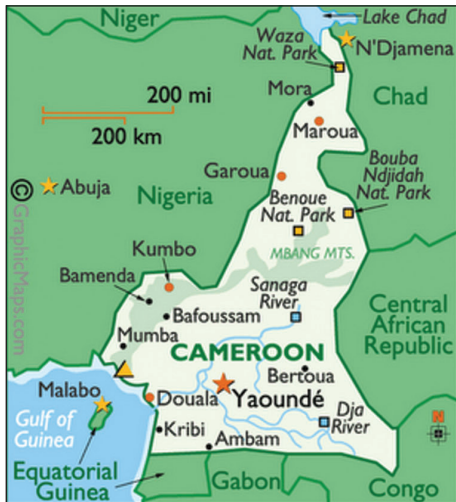 Niger
Lake Chad
Waza
Nat. Park
N'Djamena
200 mi
200 km
Mora
Chad
Maroua
Garoua
Bouba
Ndjidah
Nat. Park
Abuja
Nigeria
Benoue
Nat. Park
© GraphicMaps.com
Kumbo
MBANG MTS.
Bamenda
Sanaga
River
Bafoussam
Central
African
Republic
Mumba
CAMEROON
Bertoua
Malabo
Douala
Yaoundé
N
Gulf of
Guinea
Dja
River
Kribi
Ambam
Equatorial
Guinea
Gabon
Congo